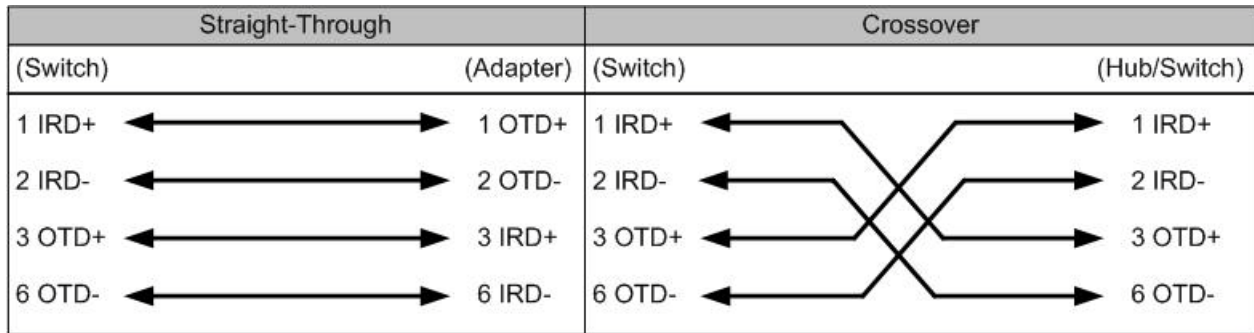 Straight-Through Crossover
(Switch) (Adapter) (Switch) (Hub/Switch)
1 IRD+ 1 OTD+ 1 IRD+ 1 IRD+
2 IRD- 2 OTD- 2 IRD- 2 IRD-
3 OTD+ 3 IRD+ 3 OTD+ 3 OTD+
6 OTD- 6 IRD- 6 OTD- 6 OTD-